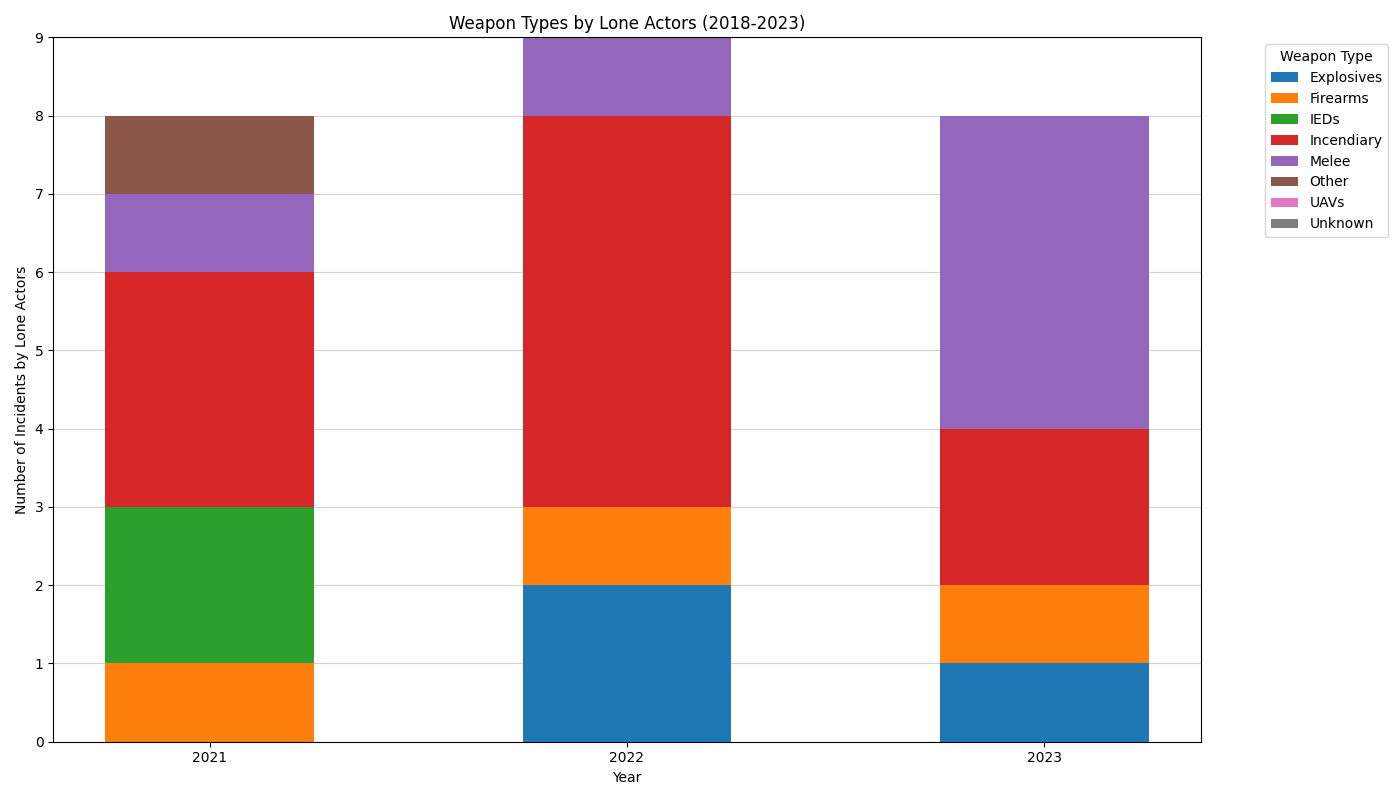 Weapon Types by Lone Actors (2018-2023)
Number of Incidents by Lone Actors
9
8
7
6
5
4
3
2
1
0
2021
2022
2023
Year
Weapon Type
Explosives
Firearms
IEDs
Incendiary
Melee
Other
UAVs
Unknown